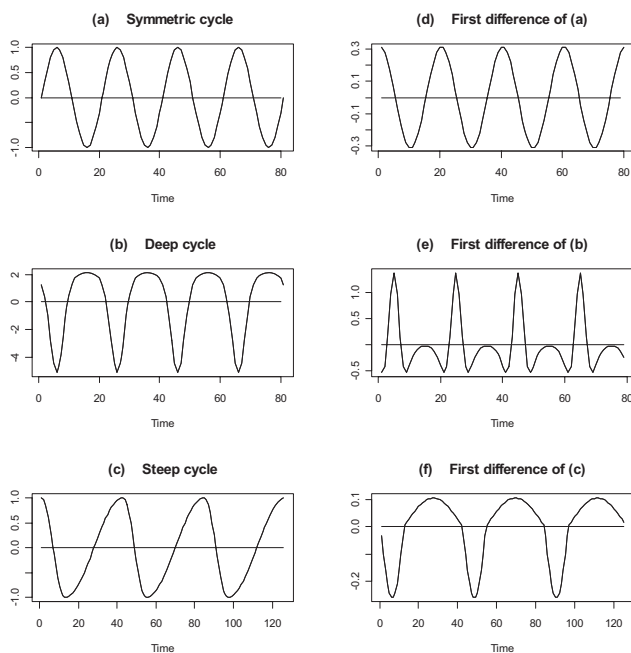 (a) Symmetric cycle
-1.0
0.0
0.5
1.0
0 20 40 60 80
Time
(d) First difference of (a)
-0.3
-0.1
0.1
0.3
0 20 40 60 80
Time
(b) Deep cycle
-4
-2
0
2
0 20 40 60 80
Time
(e) First difference of (b)
-0.5
0.5
1.0
0 20 40 60 80
Time
(c) Steep cycle
-1.0
0.0
0.5
1.0
0 20 40 60 80 100 120
Time
(f) First difference of (c)
-0.2
0.0
0.1
0 20 40 60 80 100 120
Time